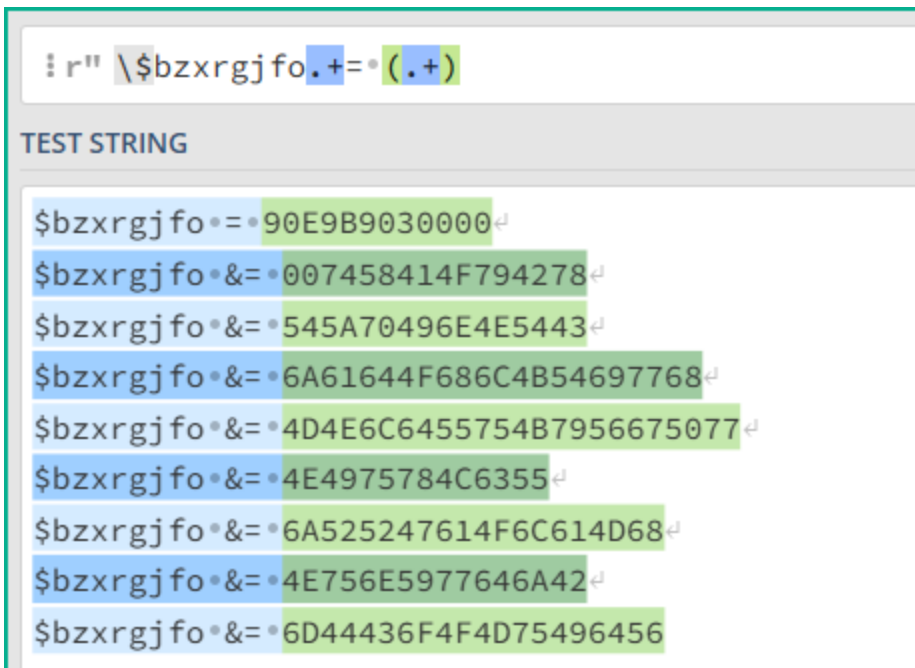 r" \$bzxrgjfo.+= (.+)
TEST STRING
$bzxrgjfo = 90E9B9030000
$bzxrgjfo &= 007458414F794278
$bzxrgjfo &= 545A70496E4E5443
$bzxrgjfo &= 6A61644F686C4B54697768
$bzxrgjfo &= 4D4E6C6455754B7956675077
$bzxrgjfo &= 4E4975784C6355
$bzxrgjfo &= 6A525247614F6C614D68
$bzxrgjfo &= 4E756E5977646A42
$bzxrgjfo &= 6D44436F4F4D75496456